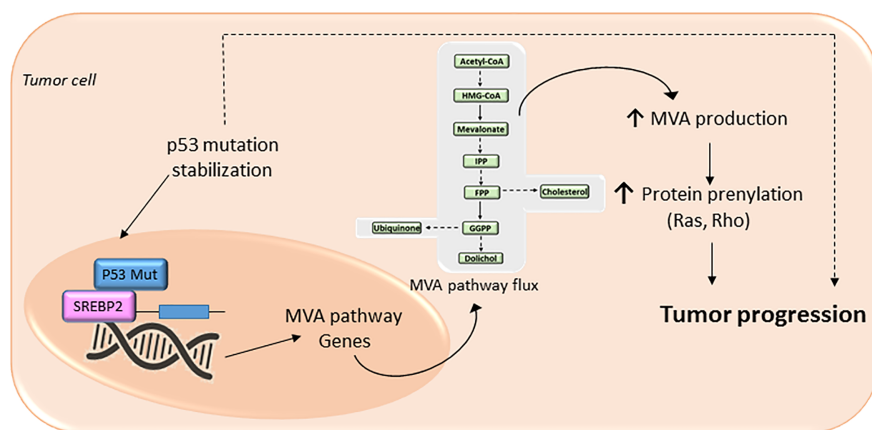 Tumor cell
p53 mutation
stabilization
P53 Mut
SREBP2
MVA pathway
Genes
Acetyl-CoA
HMG-CoA
Mevalonate
IPP
FPP
Cholesterol
Ubiquinone
GGPP
Dolichol
MVA pathway flux
↑ MVA production
↑ Protein prenylation
(Ras, Rho)
Tumor progression